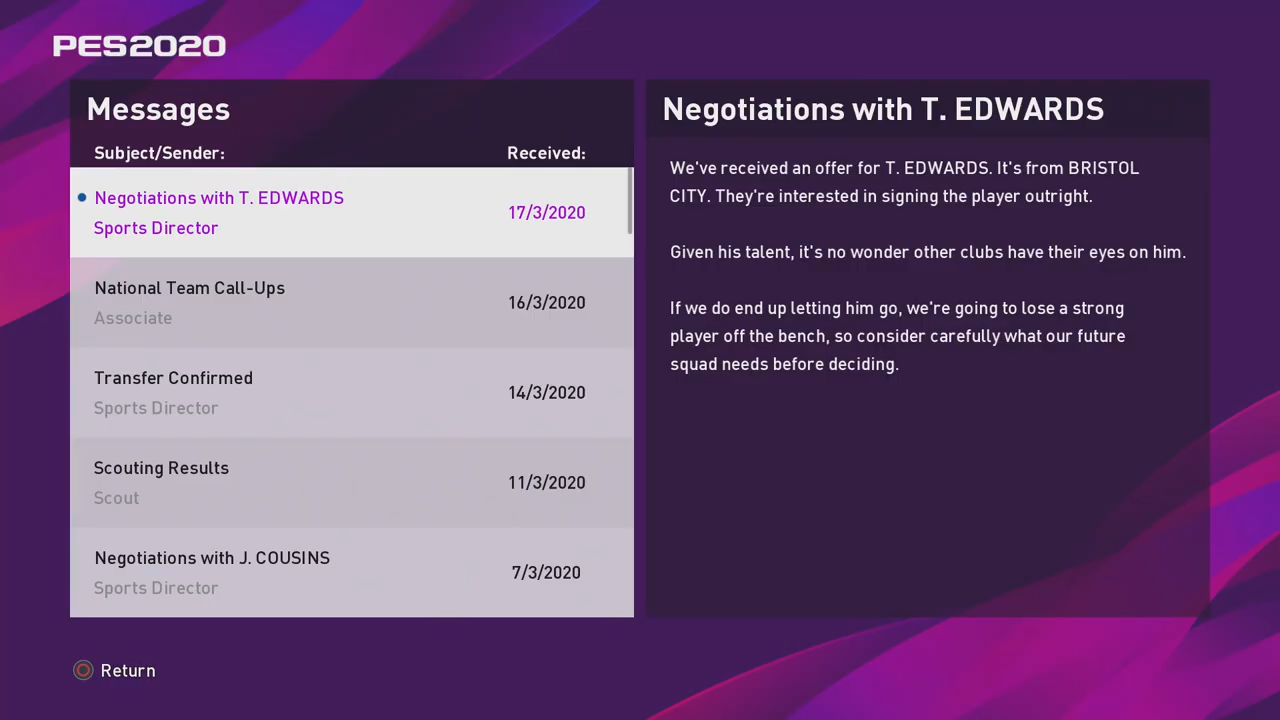 PES2020
Messages
Subject/Sender: Received:
Negotiations with T. EDWARDS
Sports Director
17/3/2020
National Team Call-Ups
Associate
16/3/2020
Transfer Confirmed
Sports Director
14/3/2020
Scouting Results
Scout
11/3/2020
Negotiations with J. COUSINS
Sports Director
7/3/2020
Negotiations with T. EDWARDS
We've received an offer for T. EDWARDS. It's from BRISTOL
CITY. They're interested in signing the player outright.
Given his talent, it's no wonder other clubs have their eyes on him.
If we do end up letting him go, we're going to lose a strong
player off the bench, so consider carefully what our future
squad needs before deciding.
Return